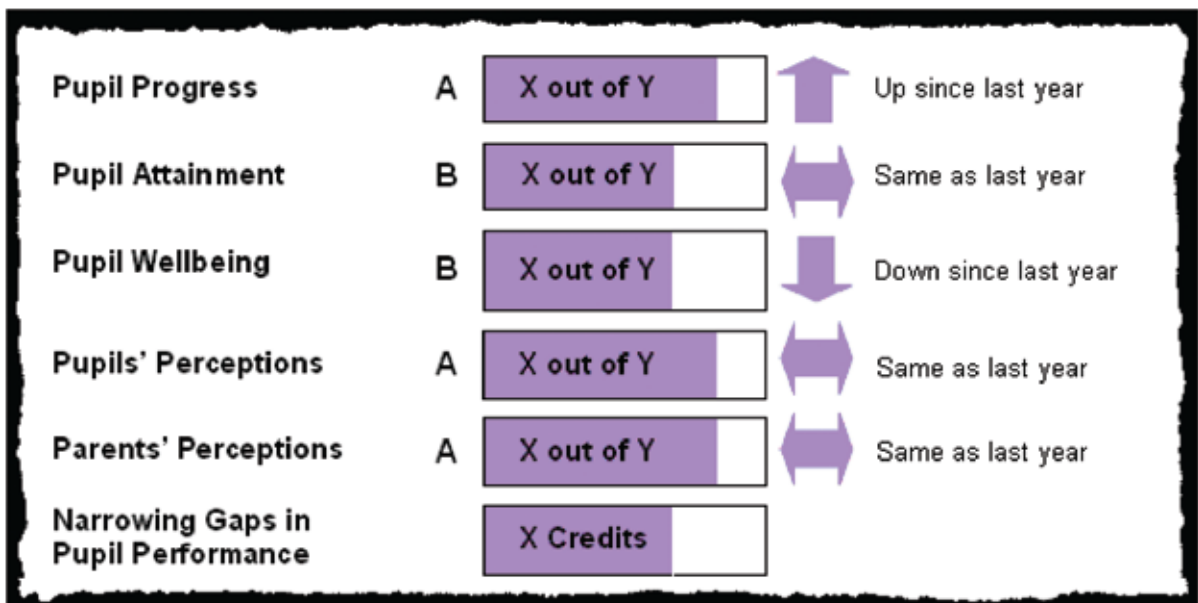 Pupil Progress A X out of Y Up since last year
Pupil Attainment B X out of Y Same as last year
Pupil Wellbeing B X out of Y Down since last year
Pupils' Perceptions A X out of Y Same as last year
Parents' Perceptions A X out of Y Same as last year
Narrowing Gaps in
Pupil Performance X Credits